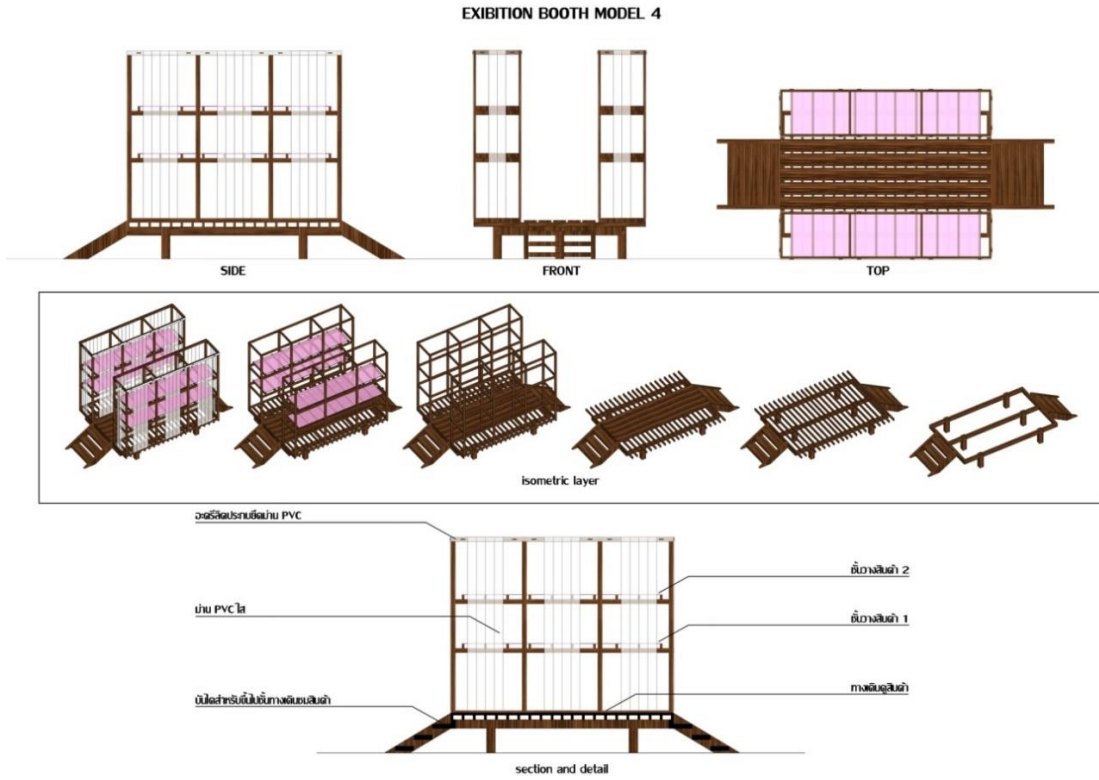 EXIBITION BOOTH MODEL 4
SIDE
FRONT
TOP
isometric layer
อะคริลิคประกบยึดม่าน PVC
ชั้นวางสินค้า 2
ม่าน PVC ใส
ชั้นวางสินค้า 1
บันไดสำหรับขึ้นไปชั้นทางเดินชมสินค้า
ทางเดินดูสินค้า
section and detail